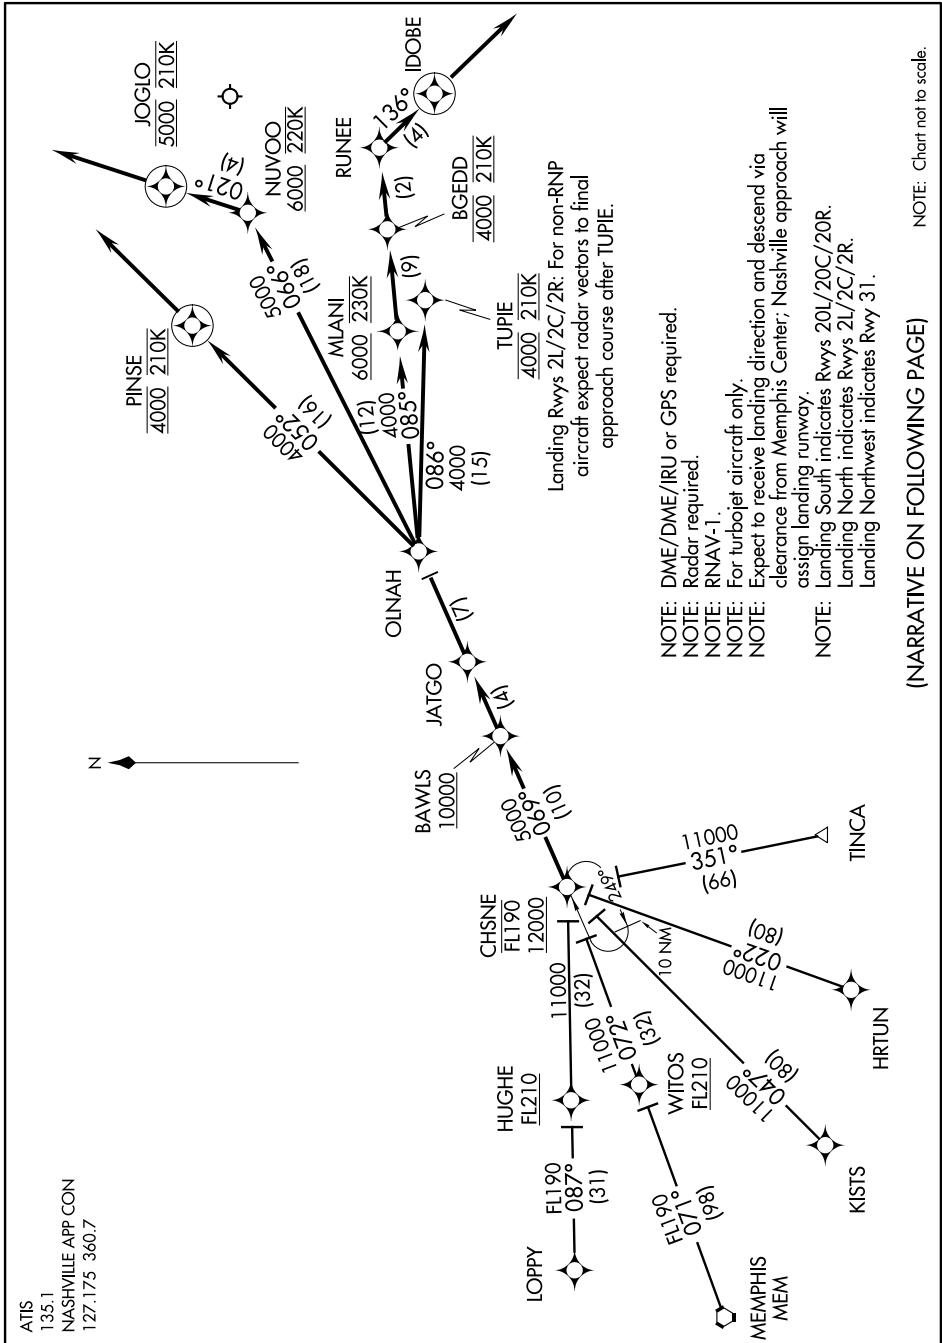 ATIS
135.1
NASHVILLE APP CON
127.175 360.7
N
JOGLO
5000 210K
021°
(4)
NUVOO
6000 220K
PINSE
4000 210K
5000
066°
(18)
4000
052°
(16)
IDOBE
RUNEE
136°
(4)
(2)
BGEDD
4000 210K
(9)
MLANI
6000 230K
(12)
4000
085°
086°
4000
(15)
TUPIE
4000 210K
Landing Rwys 2L/2C/2R: For non-RNP
aircraft expect radar vectors to final
approach course after TUPIE.
OLNAH
(7)
JATGO
(4)
BAWLS
10000
5000
069°
(10)
CHSNE
FL190
12000
249°
10 NM
11000
(32)
HUGHE
FL210
FL190
087°
(31)
LOPPY
11000
072°
(32)
WITOS
FL210
FL190
071°
(98)
MEMPHIS
MEM
11000
047°
(80)
KISTS
11000
022°
(80)
HRTUN
11000
351°
(66)
TINCA
NOTE: DME/DME/IRU or GPS required.
NOTE: Radar required.
NOTE: RNAV-1.
NOTE: For turbojet aircraft only.
NOTE: Expect to receive landing direction and descend via
clearance from Memphis Center; Nashville approach will
assign landing runway.
NOTE: Landing South indicates Rwys 20L/20C/20R.
Landing North indicates Rwys 2L/2C/2R.
Landing Northwest indicates Rwy 31.
(NARRATIVE ON FOLLOWING PAGE)
NOTE: Chart not to scale.